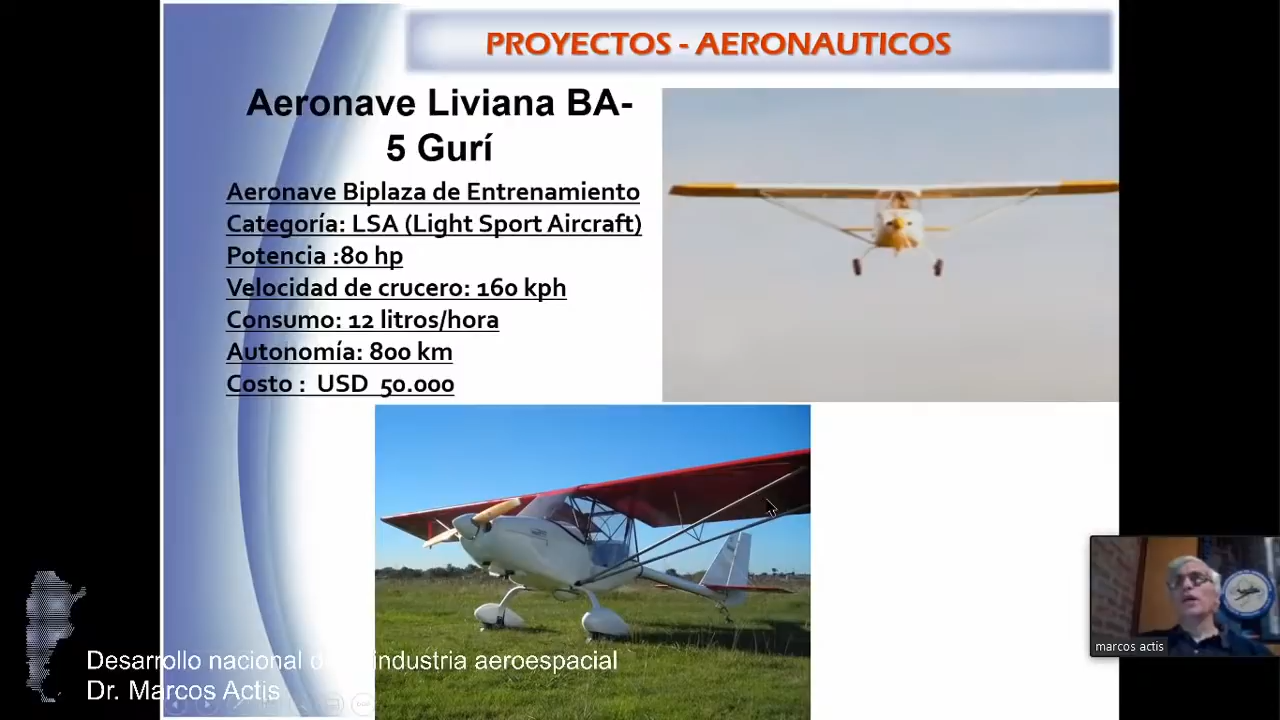 PROYECTOS - AERONAUTICOS
Aeronave Liviana BA-
5 Gurí
Aeronave Biplaza de Entrenamiento
Categoría: LSA (Light Sport Aircraft)
Potencia :80 hp
Velocidad de crucero: 160 kph
Consumo: 12 litros/hora
Autonomía: 800 km
Costo : USD 50.000
marcos actis
Desarrollo nacional industria aeroespacial
Dr. Marcos Actis